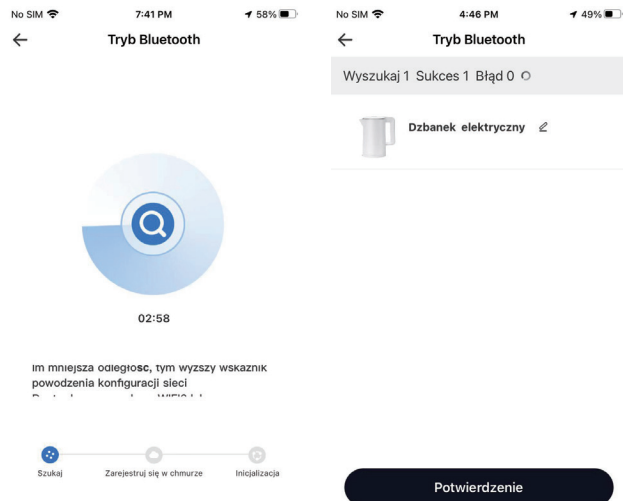 No SIM 7:41 PM 58%
Tryb Bluetooth
02:58
Im mniejsza odległość, tym wyższy wskaźnik
powodzenia konfiguracji sieci
Szukaj Zarejestruj się w chmurze Inicjalizacja
No SIM 4:46 PM 49%
Tryb Bluetooth
Wyszukaj 1 Sukces 1 Błąd 0
Dzbanek elektryczny
Potwierdzenie